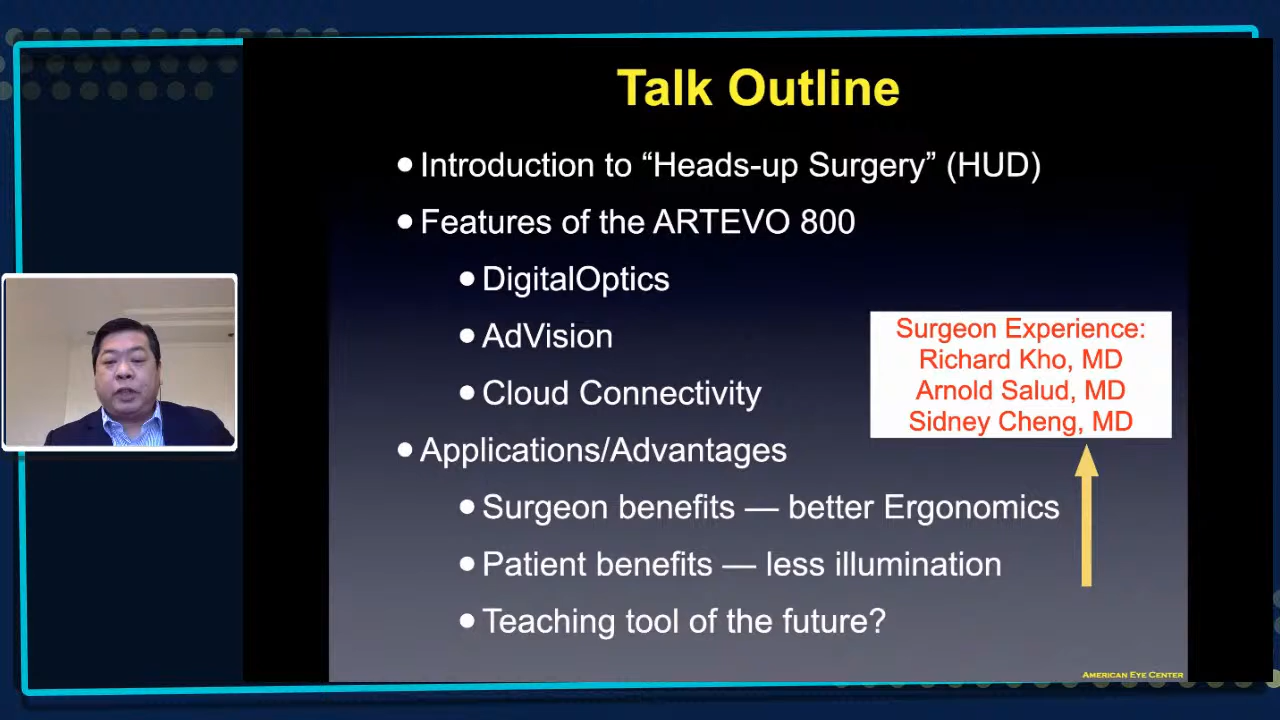 Talk Outline
Introduction to “Heads-up Surgery” (HUD)
Features of the ARTEVO 800
DigitalOptics
AdVision
Cloud Connectivity
Applications/Advantages
Surgeon benefits — better Ergonomics
Patient benefits — less illumination
Teaching tool of the future?
Surgeon Experience:
Richard Kho, MD
Arnold Salud, MD
Sidney Cheng, MD
American Eye Center